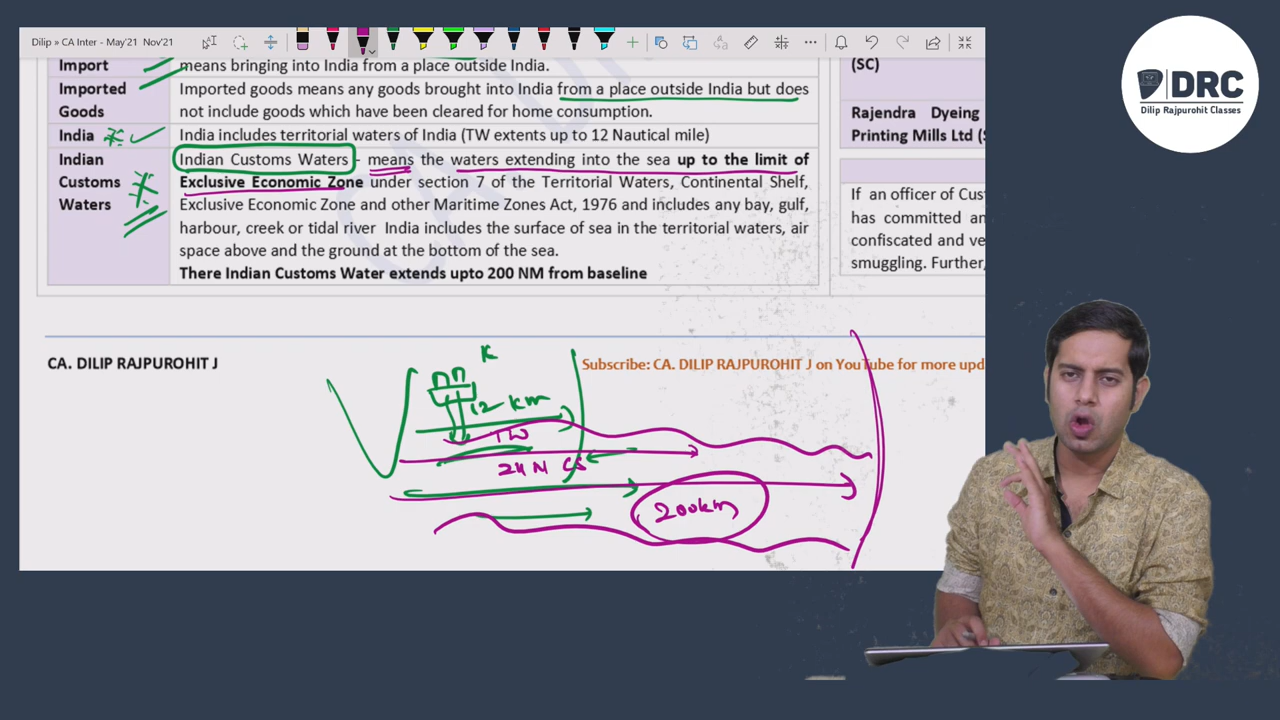 Dilip » CA Inter - May'21 Nov'21
DRC
Dilip Rajpurohit Classes
Import
means bringing into India from a place outside India.
Imported Goods
Imported goods means any goods brought into India from a place outside India but does
not include goods which have been cleared for home consumption.
India
India includes territorial waters of India (TW extents up to 12 Nautical mile)
Indian
Customs
Waters
Indian Customs Waters - means the waters extending into the sea up to the limit of
Exclusive Economic Zone under section 7 of the Territorial Waters, Continental Shelf,
Exclusive Economic Zone and other Maritime Zones Act, 1976 and includes any bay, gulf,
harbour, creek or tidal river India includes the surface of sea in the territorial waters, air
space above and the ground at the bottom of the sea.
There Indian Customs Water extends upto 200 NM from baseline
(SC)
Rajendra Dyeing
Printing Mills Ltd (S
If an officer of Cus
has committed an
confiscated and ve
smuggling. Further,
CA. DILIP RAJPUROHIT J
Subscribe: CA. DILIP RAJPUROHIT J on YouTube for more upd
K
12 km
TW
24 N CS
200km